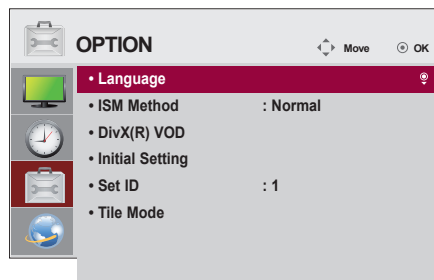 OPTION
Move
OK
• Language
• ISM Method : Normal
• DivX(R) VOD
• Initial Setting
• Set ID : 1
• Tile Mode